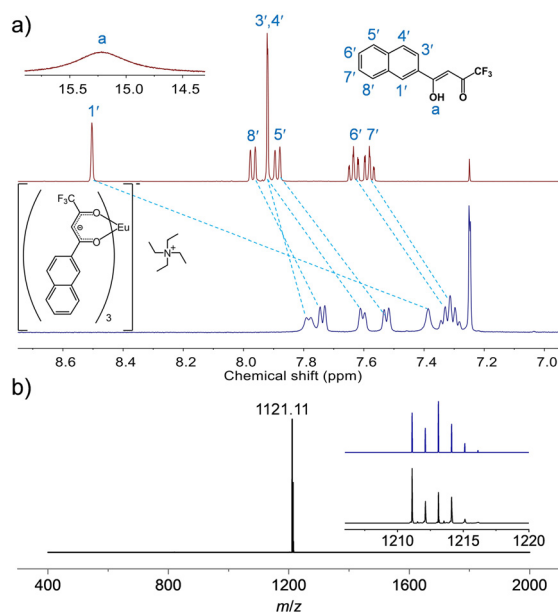 a)
a
15.5 15.0 14.5
3′,4′
1′
8′
5′
6′
7′
5′ 4′
6′ 3′
7′
8′ 1′
CF3
OH O
a
F3C
O
Eu
⊖
O
3
-
N+
8.6 8.4 8.2 8.0 7.8 7.6 7.4 7.2 7.0
Chemical shift (ppm)
b)
1121.11
1210 1215 1220
400 800 1200 1600 2000
m/z